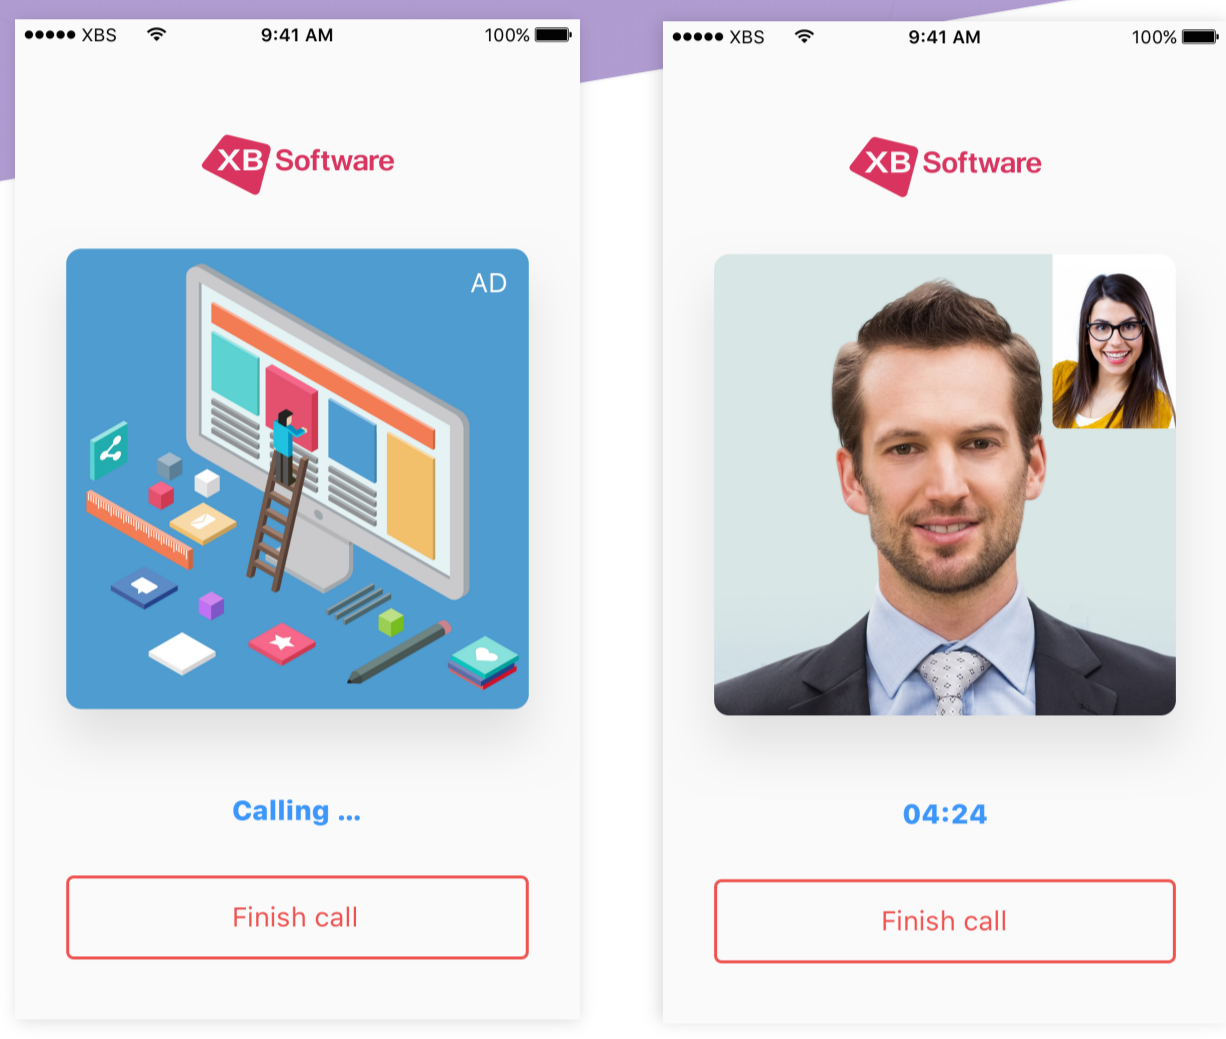 XBS 9:41 AM 100%
XB Software
AD
Calling ...
Finish call
XBS 9:41 AM 100%
XB Software
04:24
Finish call